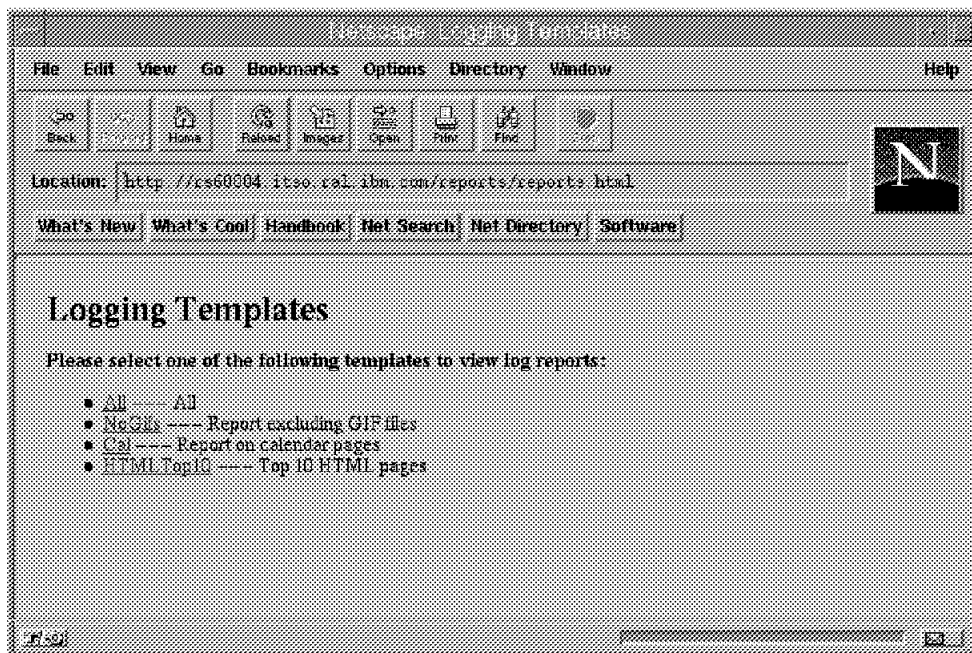 Netscape: Logging Templates
File Edit View Go Bookmarks Options Directory Window Help
Back Forward Home Reload Images Open Print Find Stop
Location: http://rs60004.itso.ral.ibm.com/reports/reports.html
N
What's New What's Cool Handbook Net Search Net Directory Software
Logging Templates
Please select one of the following templates to view log reports:
All ---- All
NoGifs ---- Report excluding GIF files
Cal ---- Report on calendar pages
HTMLTop10 ---- Top 10 HTML pages